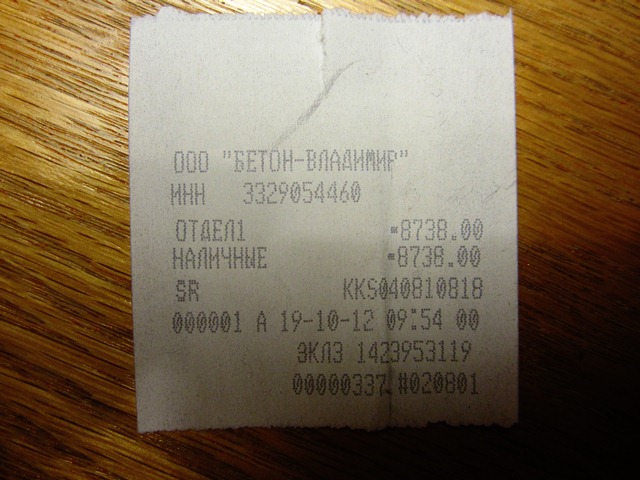 ООО "БЕТОН-ВЛАДИМИР"
ИНН 3329054460
ОТДЕЛ1 *8738.00
НАЛИЧНЫЕ *8738.00
SR KKS040810818
000001 А 19-10-12 09:54 00
ЭКЛЗ 1423953119
00000337 #020801